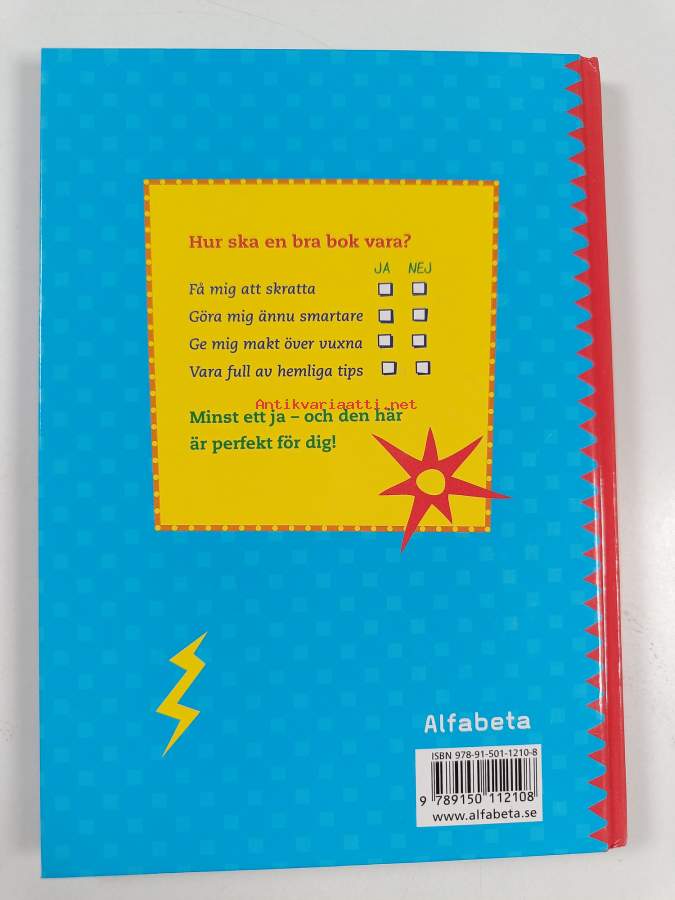 Hur ska en bra bok vara?
JA NEJ
Få mig att skratta
Göra mig ännu smartare
Ge mig makt över vuxna
Vara full av hemliga tips
Antikvariaatti.net
Minst ett ja – och den här
är perfekt för dig!
Alfabeta
ISBN 978-91-501-1210-8
9 789150 112108
www.alfabeta.se